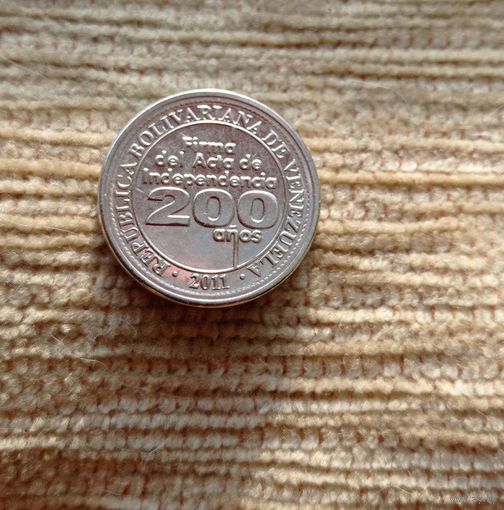 REPUBLICA BOLIVARIANA DE VENEZUELA
Firma
del Acta de
Independencia
200
años
· 2011 ·